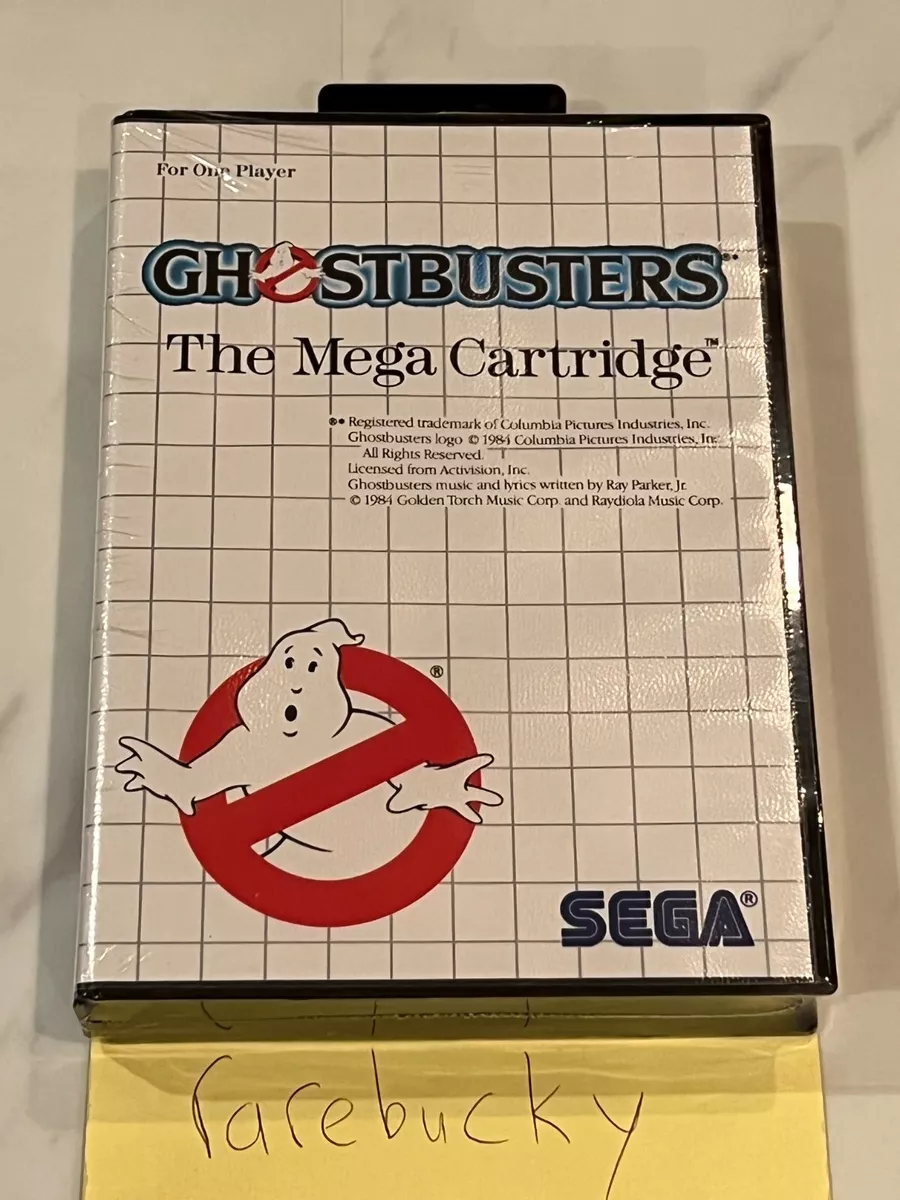 For One Player
GHOSTBUSTERS®•
The Mega Cartridge™
®• Registered trademark of Columbia Pictures Industries, Inc.
Ghostbusters logo © 1984 Columbia Pictures Industries, Inc.
All Rights Reserved.
Licensed from Activision, Inc.
Ghostbusters music and lyrics written by Ray Parker, Jr.
© 1984 Golden Torch Music Corp. and Raydiola Music Corp.
®
SEGA®
rarebucky